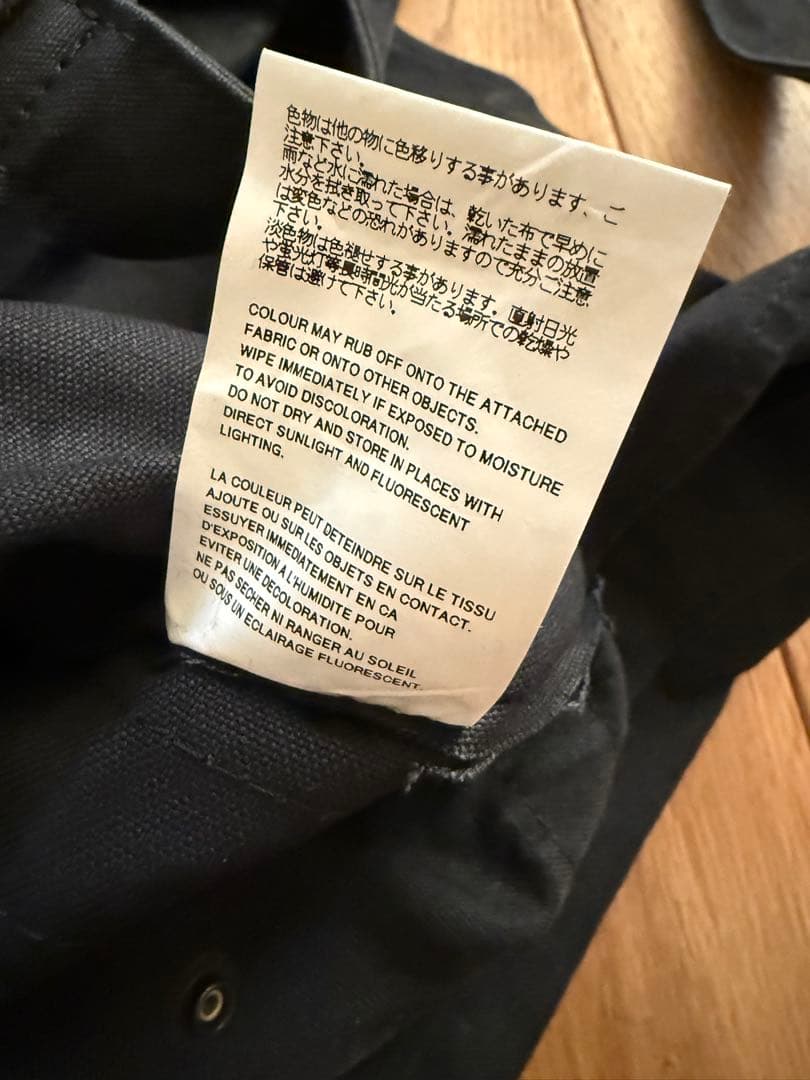 色物は他の物に色移りする事があります、ご
注意下さい。
雨など水に濡れた場合は、乾いた布で早めに
水分を拭き取って下さい。濡れたままの放置
は変色などの恐れがありますので充分ご注意
下さい。
淡色物は色褪せする事があります。直射日光
や蛍光灯等長時間光が当たる場所での乾燥や
保管は避けて下さい。
COLOUR MAY RUB OFF ONTO THE ATTACHED
FABRIC OR ONTO OTHER OBJECTS.
WIPE IMMEDIATELY IF EXPOSED TO MOISTURE
TO AVOID DISCOLORATION.
DO NOT DRY AND STORE IN PLACES WITH
DIRECT SUNLIGHT AND FLUORESCENT
LIGHTING.
LA COULEUR PEUT DETEINDRE SUR LE TISSU
AJOUTE OU SUR LES OBJETS EN CONTACT.
ESSUYER IMMEDIATEMENT EN CA
D'EXPOSITION A L'HUMIDITE POUR
EVITER UNE DECOLORATION.
NE PAS SECHER NI RANGER AU SOLEIL
OU SOUS UN ECLAIRAGE FLUORESCENT.